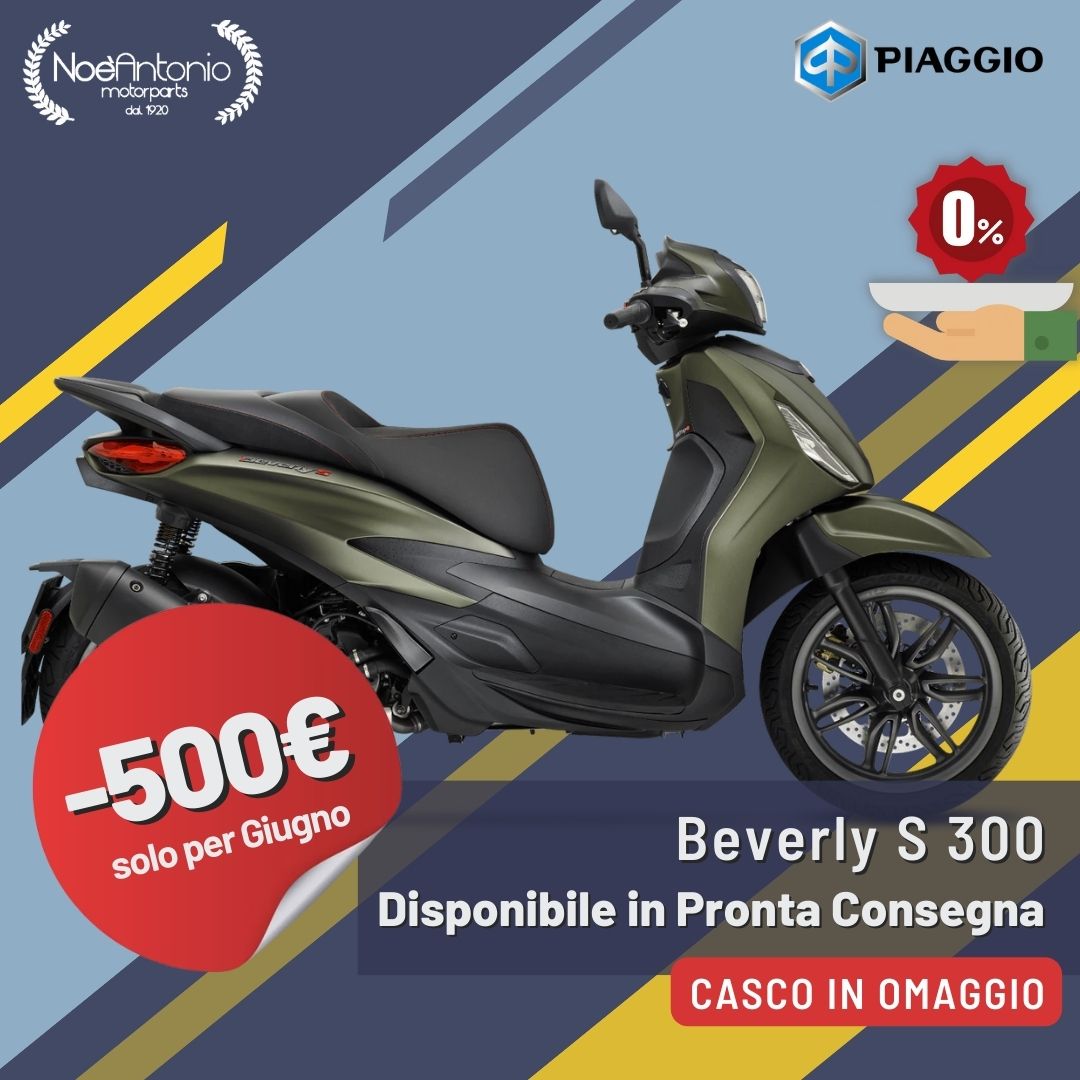 NoèAntonio
motorparts
dal 1920
PIAGGIO
0%
Beverly S
-500€
solo per Giugno
Beverly S 300
Disponibile in Pronta Consegna
CASCO IN OMAGGIO